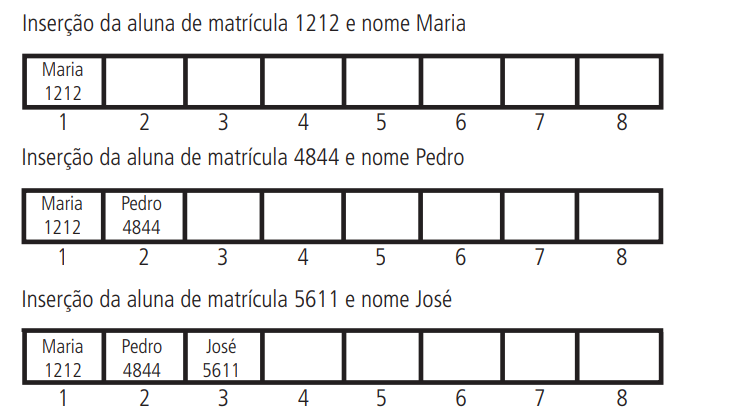 Inserção da aluna de matrícula 1212 e nome Maria
Maria
1212
1 2 3 4 5 6 7 8
Inserção da aluna de matrícula 4844 e nome Pedro
Maria Pedro
1212 4844
1 2 3 4 5 6 7 8
Inserção da aluna de matrícula 5611 e nome José
Maria Pedro José
1212 4844 5611
1 2 3 4 5 6 7 8